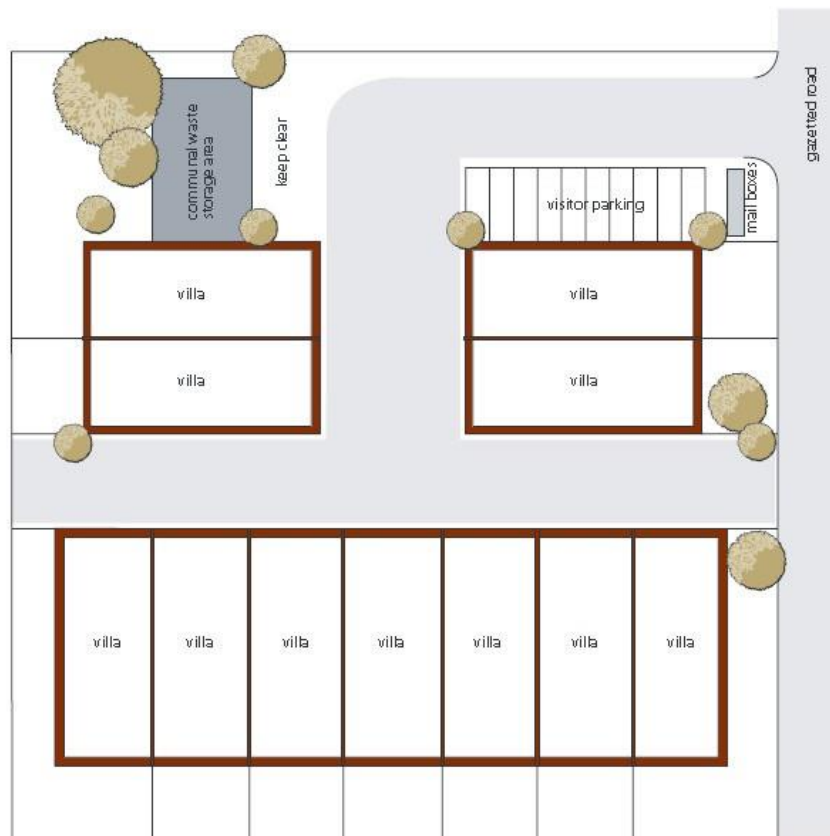 communal waste
storage area
keep clear
visitor parking
mail boxes
gazetted road
villa
villa
villa
villa
villa
villa
villa
villa
villa
villa
villa